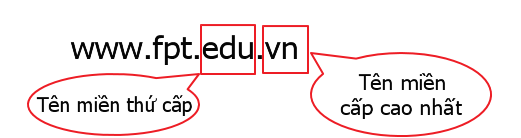 www.fpt.edu.vn
Tên miền thứ cấp
Tên miền
cấp cao nhất